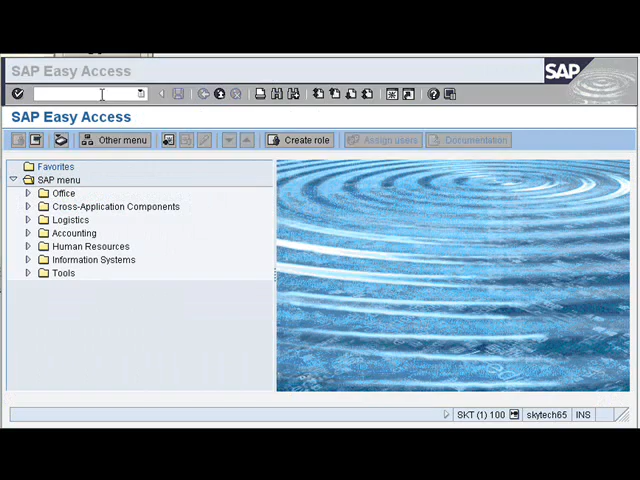 SAP Easy Access
SAP
SAP Easy Access
Other menu
Create role
Assign users
Documentation
Favorites
SAP menu
Office
Cross-Application Components
Logistics
Accounting
Human Resources
Information Systems
Tools
SKT (1) 100
skytech65
INS